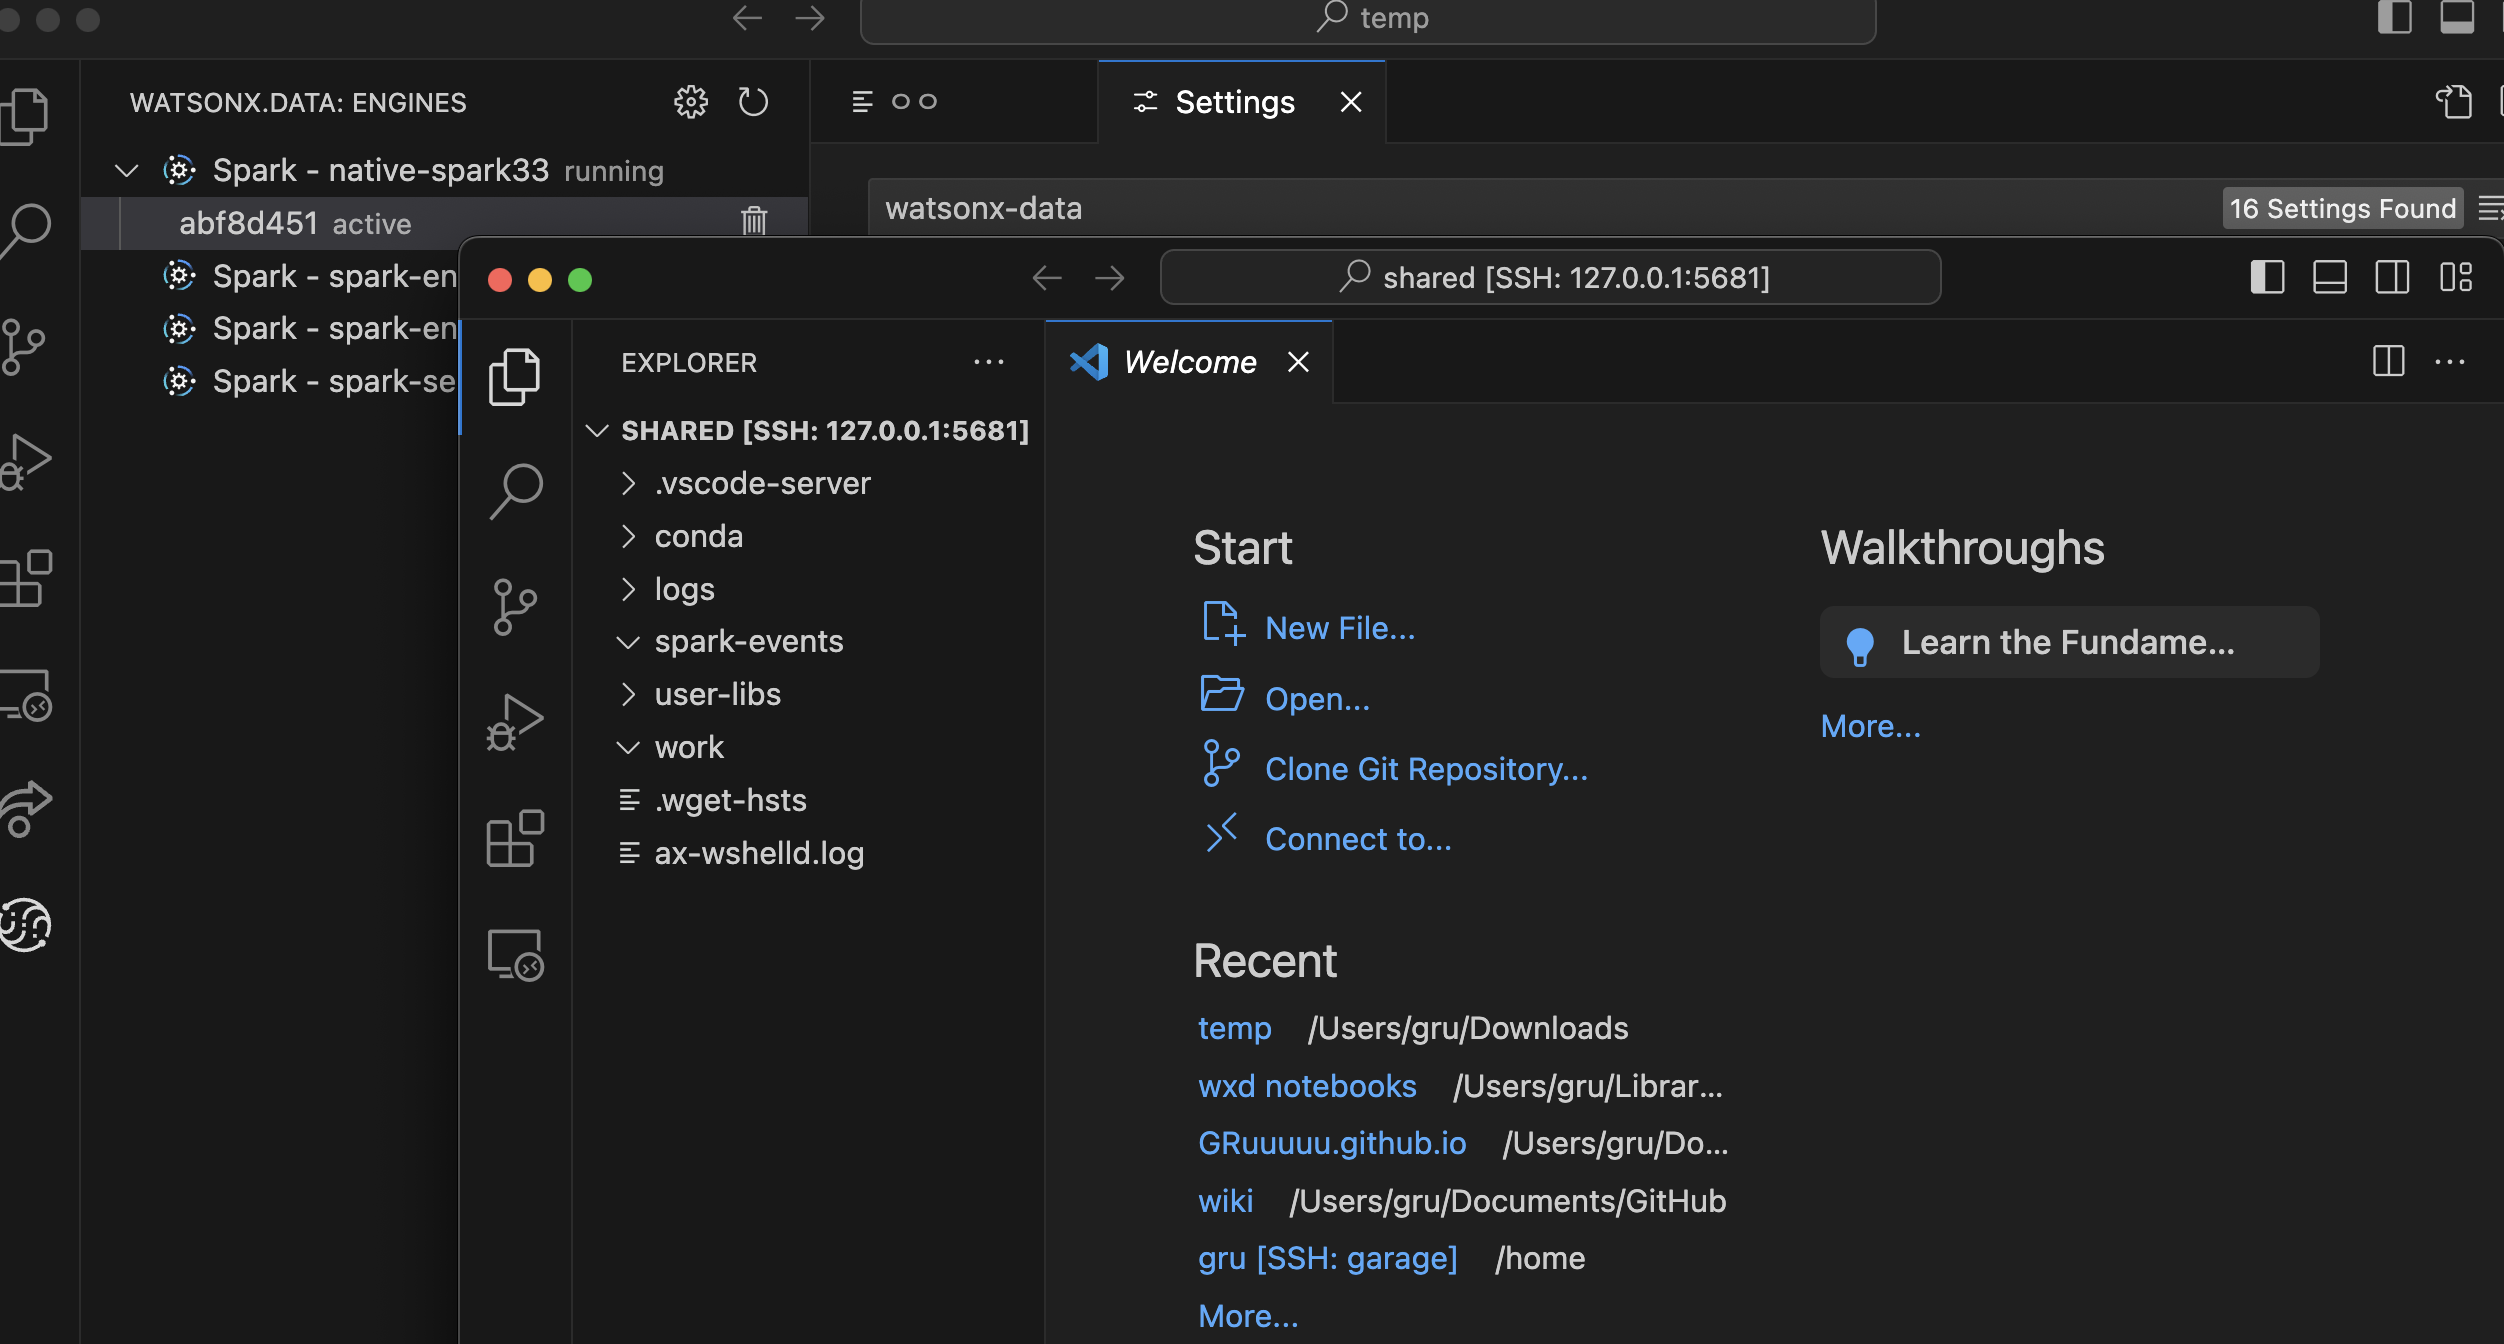 temp
WATSONX.DATA: ENGINES
Spark - native-spark33 running
abf8d451 active
Spark - spark-en
Spark - spark-en
Spark - spark-se
Settings
watsonx-data
16 Settings Found
shared [SSH: 127.0.0.1:5681]
EXPLORER
SHARED [SSH: 127.0.0.1:5681]
.vscode-server
conda
logs
spark-events
user-libs
work
.wget-hsts
ax-wshelld.log
Welcome
Start
New File...
Open...
Clone Git Repository...
Connect to...
Recent
temp /Users/gru/Downloads
wxd notebooks /Users/gru/Librar...
GRuuuuu.github.io /Users/gru/Do...
wiki /Users/gru/Documents/GitHub
gru [SSH: garage] /home
More...
Walkthroughs
Learn the Fundame...
More...